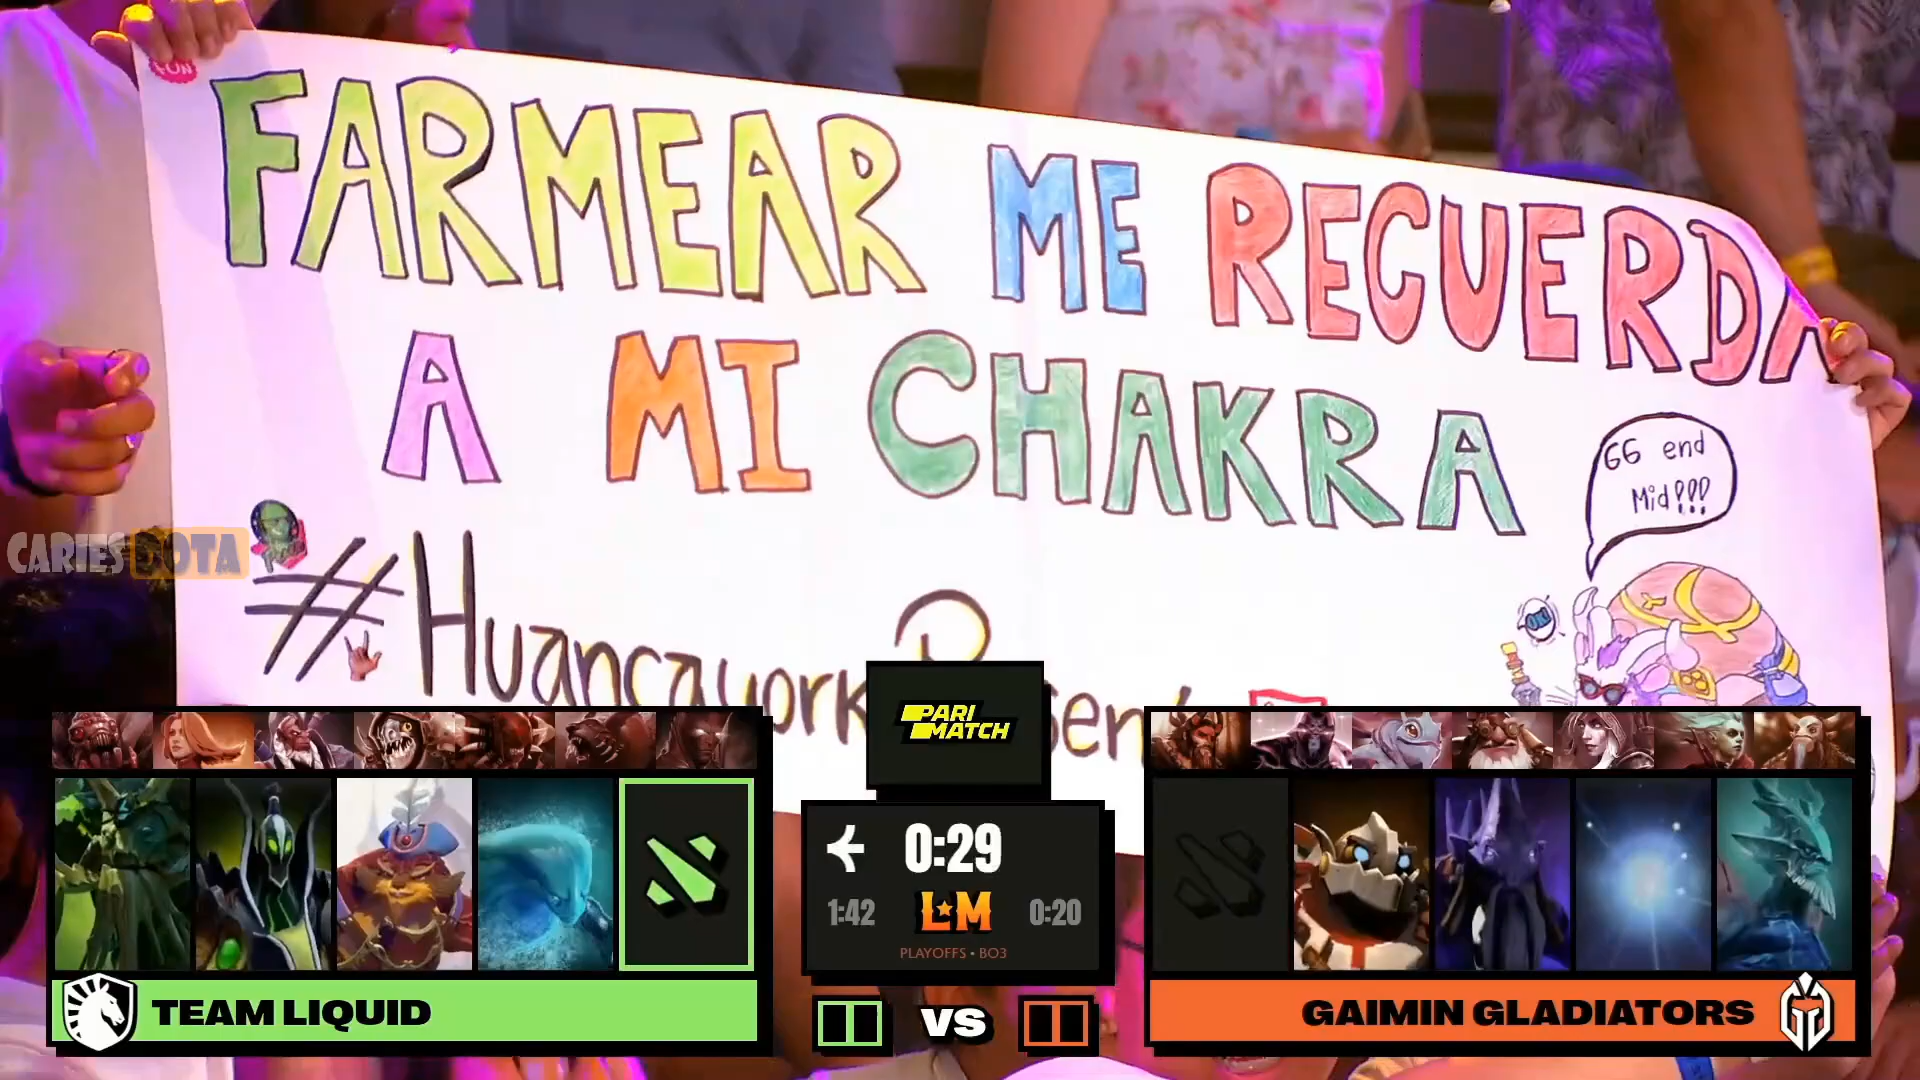 FUN
FARMEAR ME RECUERDA
A MI CHAKRA
GG end
Mid!!!
CARIES DOTA
PARI
MATCH
0:29
1:42
L★M
0:20
PLAYOFFS • BO3
TEAM LIQUID
VS
GAIMIN GLADIATORS